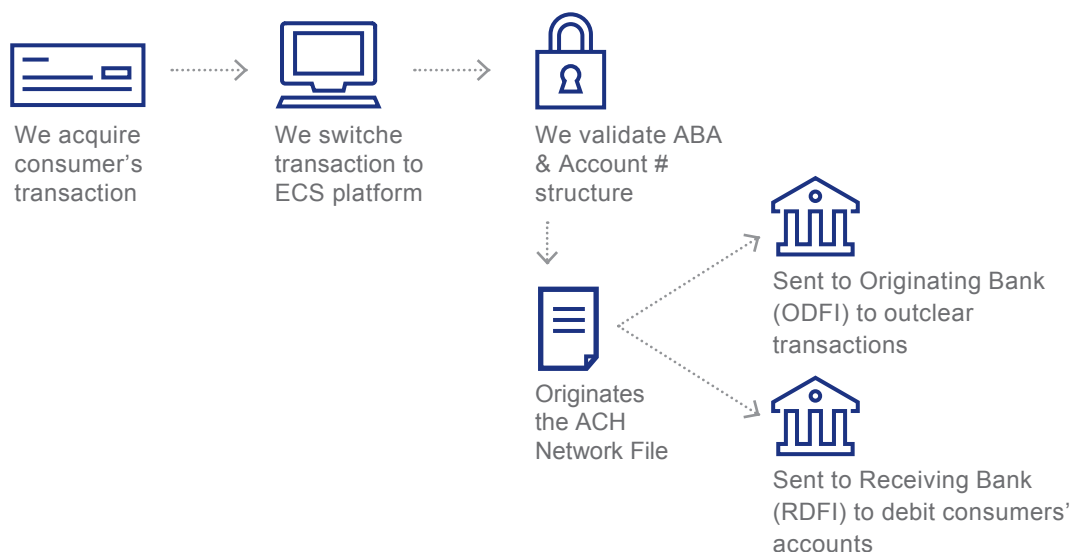 We acquire
consumer’s
transaction
We switche
transaction to
ECS platform
We validate ABA
& Account #
structure
Originates
the ACH
Network File
Sent to Originating Bank
(ODFI) to outclear
transactions
Sent to Receiving Bank
(RDFI) to debit consumers’
accounts